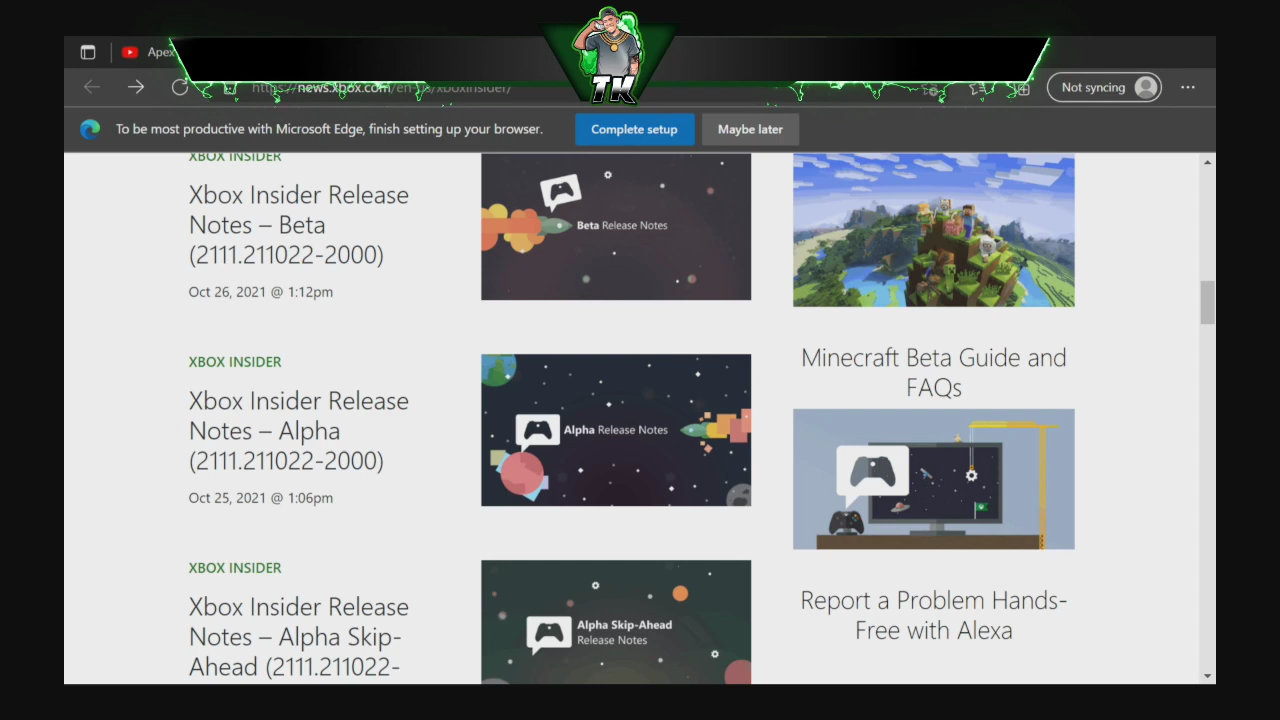 Apex
TK
https://news.xbox.com/en-us/xboxinsider/
Not syncing
To be most productive with Microsoft Edge, finish setting up your browser.
Complete setup
Maybe later
XBOX INSIDER
Xbox Insider Release
Notes – Beta
(2111.211022-2000)
Oct 26, 2021 @ 1:12pm
Beta Release Notes
XBOX INSIDER
Xbox Insider Release
Notes – Alpha
(2111.211022-2000)
Oct 25, 2021 @ 1:06pm
Alpha Release Notes
XBOX INSIDER
Xbox Insider Release
Notes – Alpha Skip-
Ahead (2111.211022-
Alpha Skip-Ahead
Release Notes
Minecraft Beta Guide and
FAQs
Report a Problem Hands-
Free with Alexa